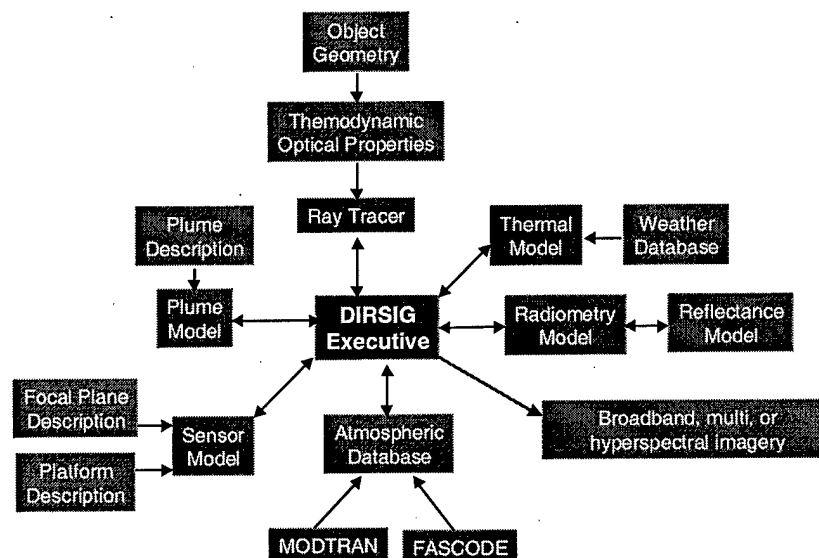 Object
Geometry
Themodynamic
Optical Properties
Ray Tracer
Plume
Description
Thermal
Model
Weather
Database
Plume
Model
DIRSIG
Executive
Radiometry
Model
Reflectance
Model
Focal Plane
Description
Sensor
Model
Atmospheric
Database
Broadband, multi, or
hyperspectral imagery
Platform
Description
MODTRAN
FASCODE